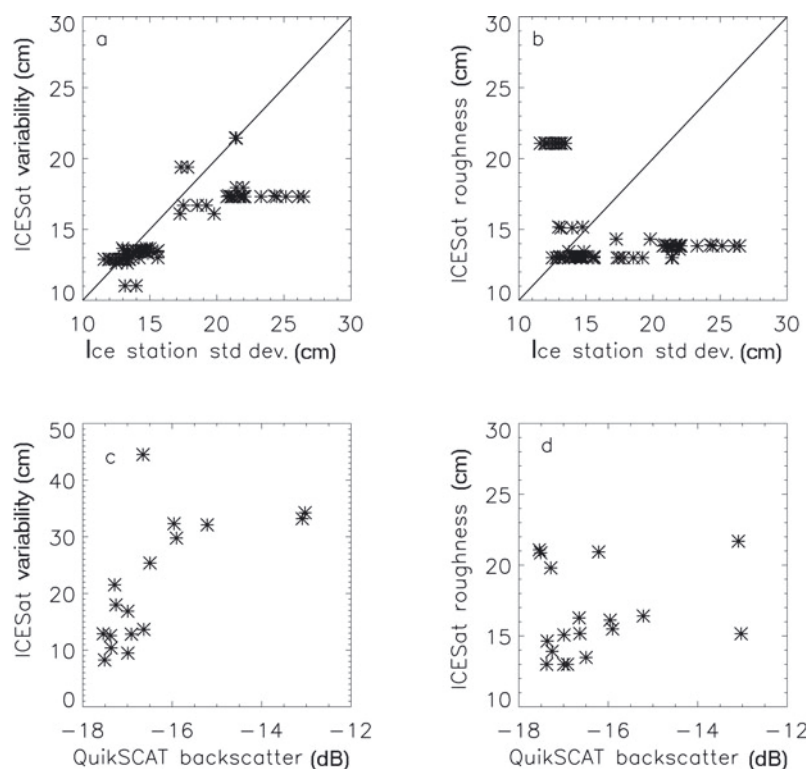 a
ICESat variability (cm)
30
25
20
15
10
10 15 20 25 30
Ice station std dev. (cm)
b
ICESat roughness (cm)
30
25
20
15
10
10 15 20 25 30
Ice station std dev. (cm)
c
ICESat variability (cm)
50
40
30
20
10
0
−18 −16 −14 −12
QuikSCAT backscatter (dB)
d
ICESat roughness (cm)
30
25
20
15
10
−18 −16 −14 −12
QuikSCAT backscatter (dB)